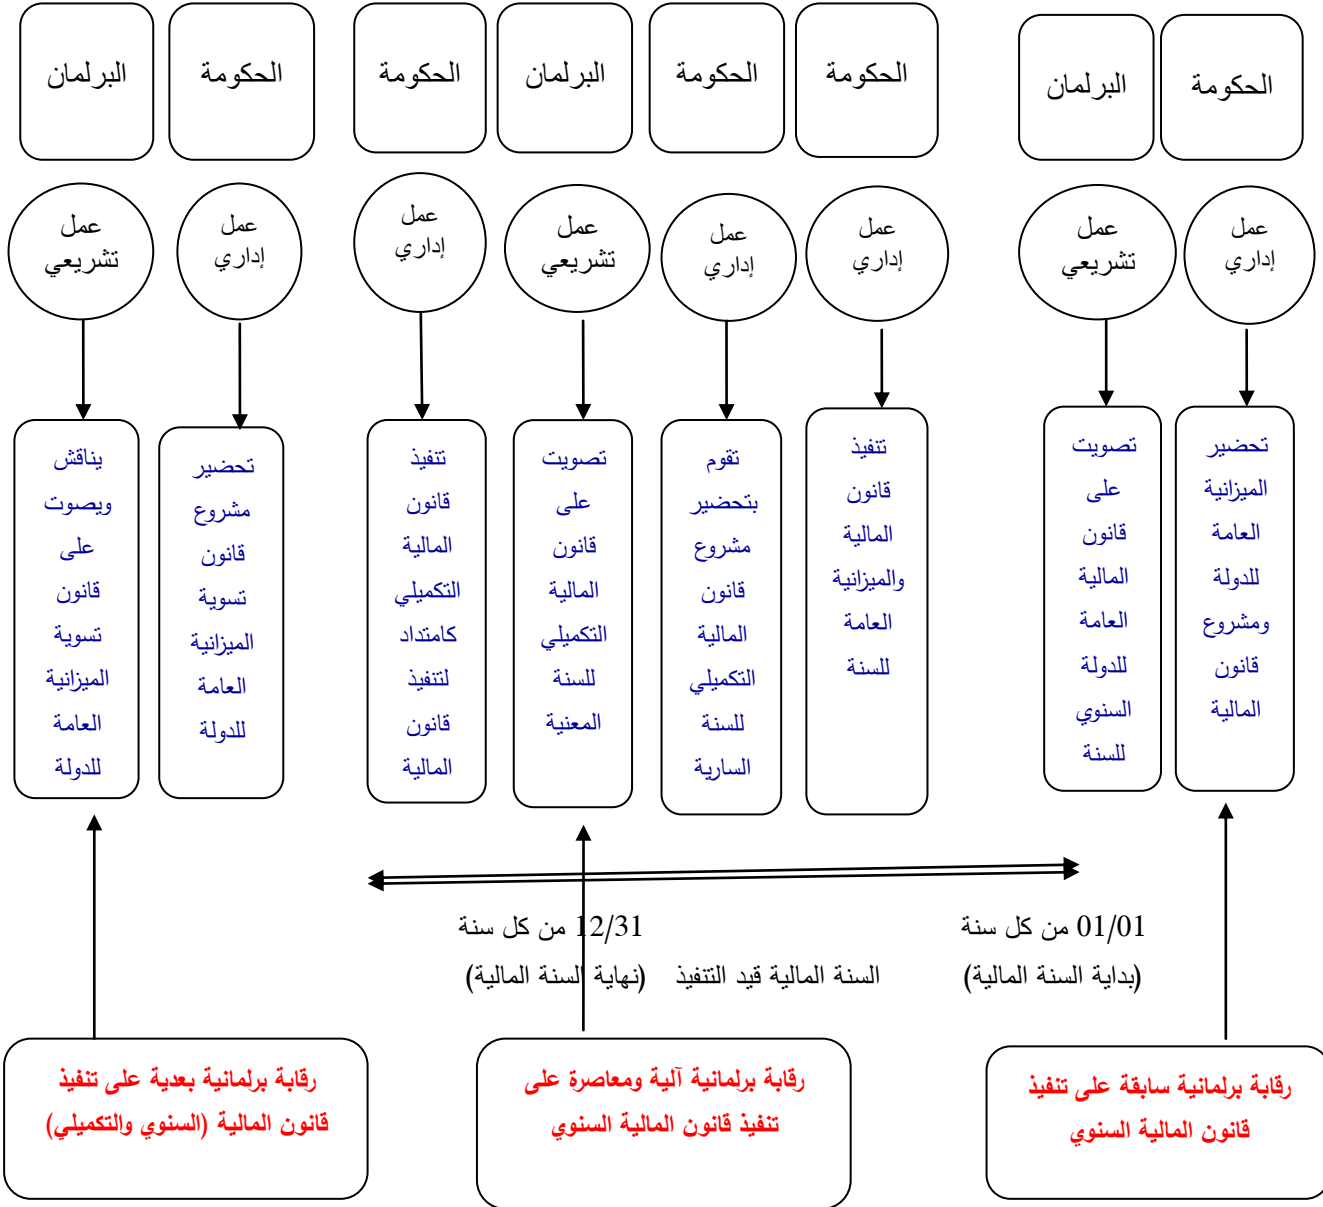 الحكومة
البرلمان
الحكومة
الحكومة
البرلمان
الحكومة
الحكومة
البرلمان
عمل
إداري
عمل
تشريعي
عمل
إداري
عمل
إداري
عمل
تشريعي
عمل
إداري
عمل
إداري
عمل
تشريعي
تحضير
الميزانية
العامة
للدولة
ومشروع
قانون
المالية
تصويت
على
قانون
المالية
العامة
للدولة
السنوي
للسنة
تنفيذ
قانون
المالية
والميزانية
العامة
للسنة
تقوم
بتحضير
مشروع
قانون
المالية
التكميلي
للسنة
السارية
تصويت
على
قانون
المالية
التكميلي
للسنة
المعنية
تنفيذ
قانون
المالية
التكميلي
كامتداد
لتنفيذ
قانون
المالية
تحضير
مشروع
قانون
تسوية
الميزانية
العامة
للدولة
يناقش
ويصوت
على
قانون
تسوية
الميزانية
العامة
للدولة
01/01 من كل سنة
12/31 من كل سنة
(بداية السنة المالية)
السنة المالية قيد التنفيذ
(نهاية السنة المالية)
رقابة برلمانية سابقة على تنفيذ
قانون المالية السنوي
رقابة برلمانية آلية ومعاصرة على
تنفيذ قانون المالية السنوي
رقابة برلمانية بعدية على تنفيذ
قانون المالية (السنوي والتكميلي)